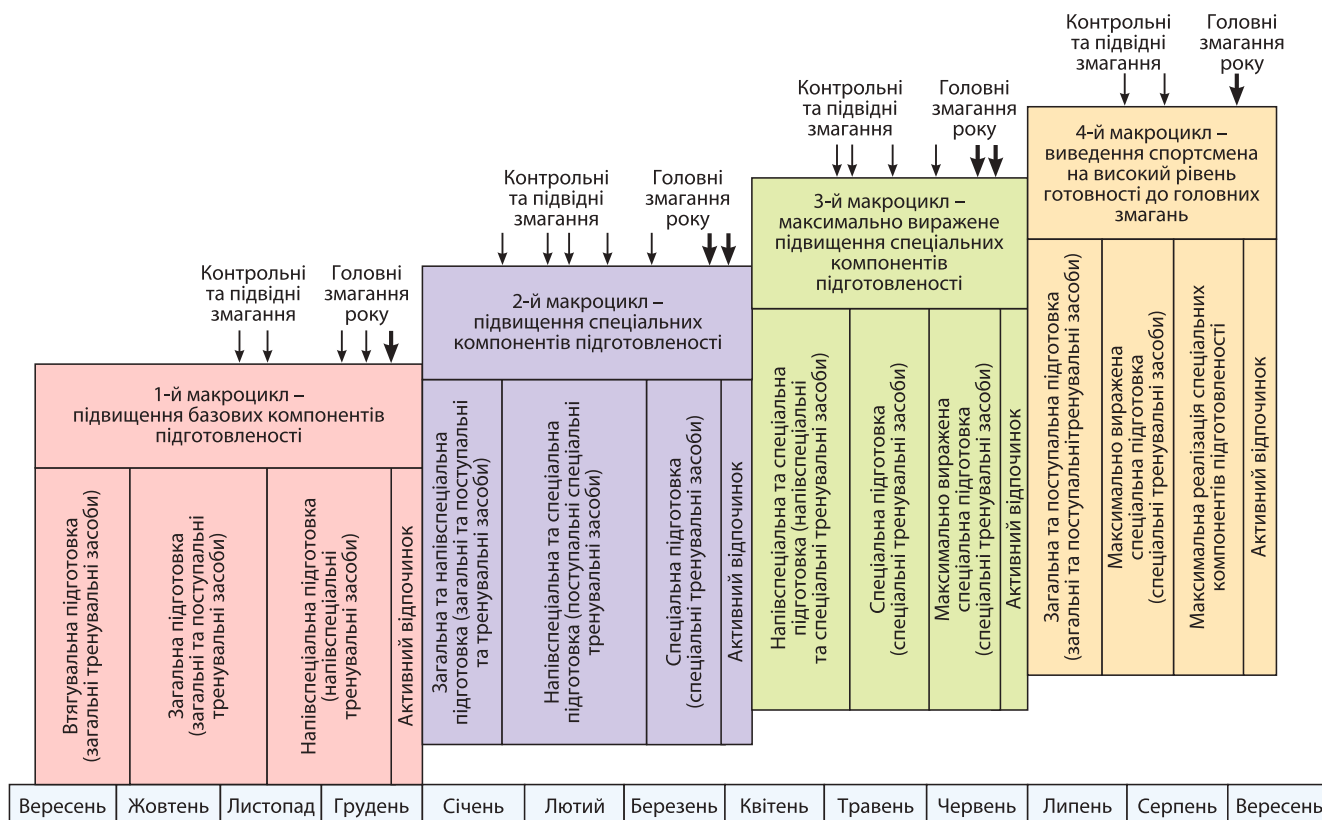 Контрольні
та підвідні
змагання
Головні
змагання
року
1-й макроцикл –
підвищення базових компонентів
підготовленості
Втягувальна підготовка
(загальні тренувальні засоби)
Загальна підготовка
(загальні та поступальні
тренувальні засоби)
Напівспеціальна підготовка
(напівспеціальні
тренувальні засоби)
Активний відпочинок
Контрольні
та підвідні
змагання
Головні
змагання
року
2-й макроцикл –
підвищення спеціальних
компонентів підготовленості
Загальна та напівспеціальна
підготовка (загальні та поступальні
та тренувальні засоби)
Напівспеціальна та спеціальна
підготовка (поступальні спеціальні
тренувальні засоби)
Спеціальна підготовка
(спеціальні тренувальні засоби)
Активний відпочинок
Контрольні
та підвідні
змагання
Головні
змагання
року
3-й макроцикл –
максимально виражене
підвищення спеціальних
компонентів
підготовленості
Напівспеціальна та спеціальна
підготовка (напівспеціальні
та спеціальні тренувальні засоби)
Спеціальна підготовка
(спеціальні тренувальні засоби)
Максимально виражена
спеціальна підготовка
(спеціальні тренувальні засоби)
Активний відпочинок
Контрольні
та підвідні
змагання
Головні
змагання
року
4-й макроцикл –
виведення спортсмена
на високий рівень
готовності до головних
змагань
Загальна та поступальна підготовка
(загальні та поступальнітренувальні засоби)
Максимально виражена
спеціальна підготовка
(спеціальні тренувальні засоби)
Максимальна реалізація спеціальних
компонентів підготовленості
Активний відпочинок
Вересень Жовтень Листопад Грудень Січень Лютий Березень Квітень Травень Червень Липень Серпень Вересень